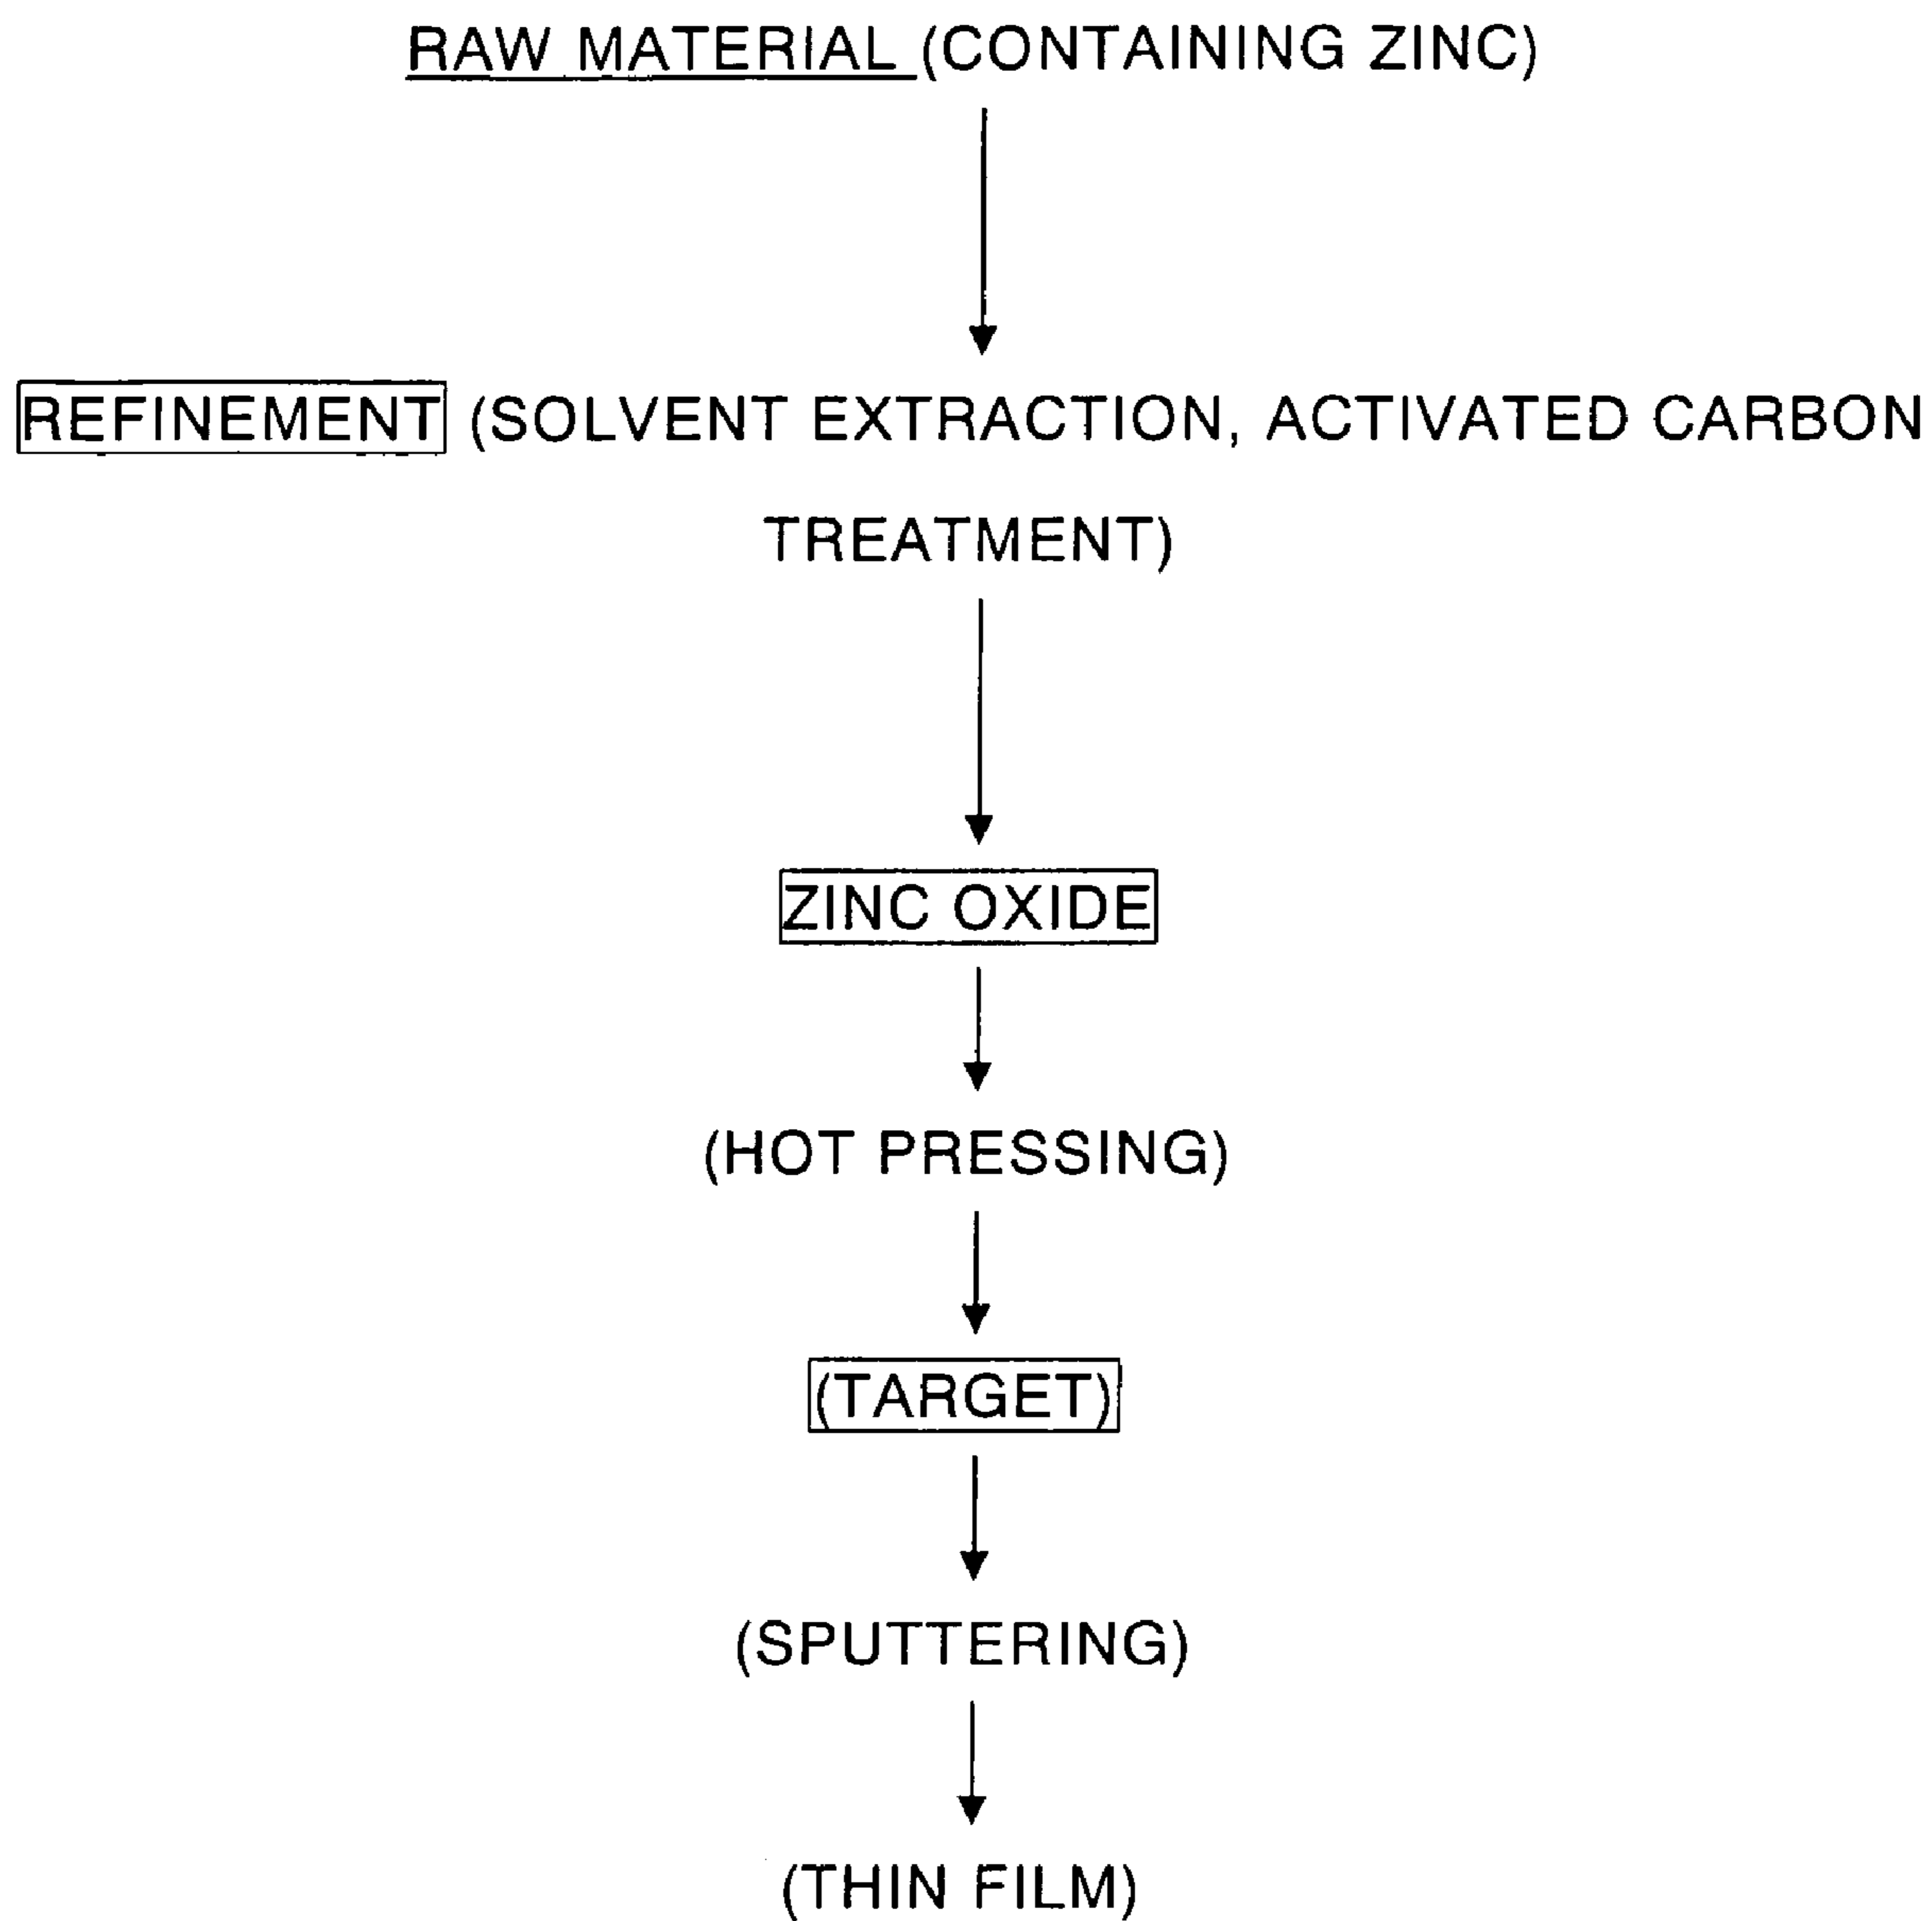 RAW MATERIAL (CONTAINING ZINC)
REFINEMENT (SOLVENT EXTRACTION, ACTIVATED CARBON
TREATMENT)
ZINC OXIDE
(HOT PRESSING)
(TARGET)
(SPUTTERING)
(THIN FILM)